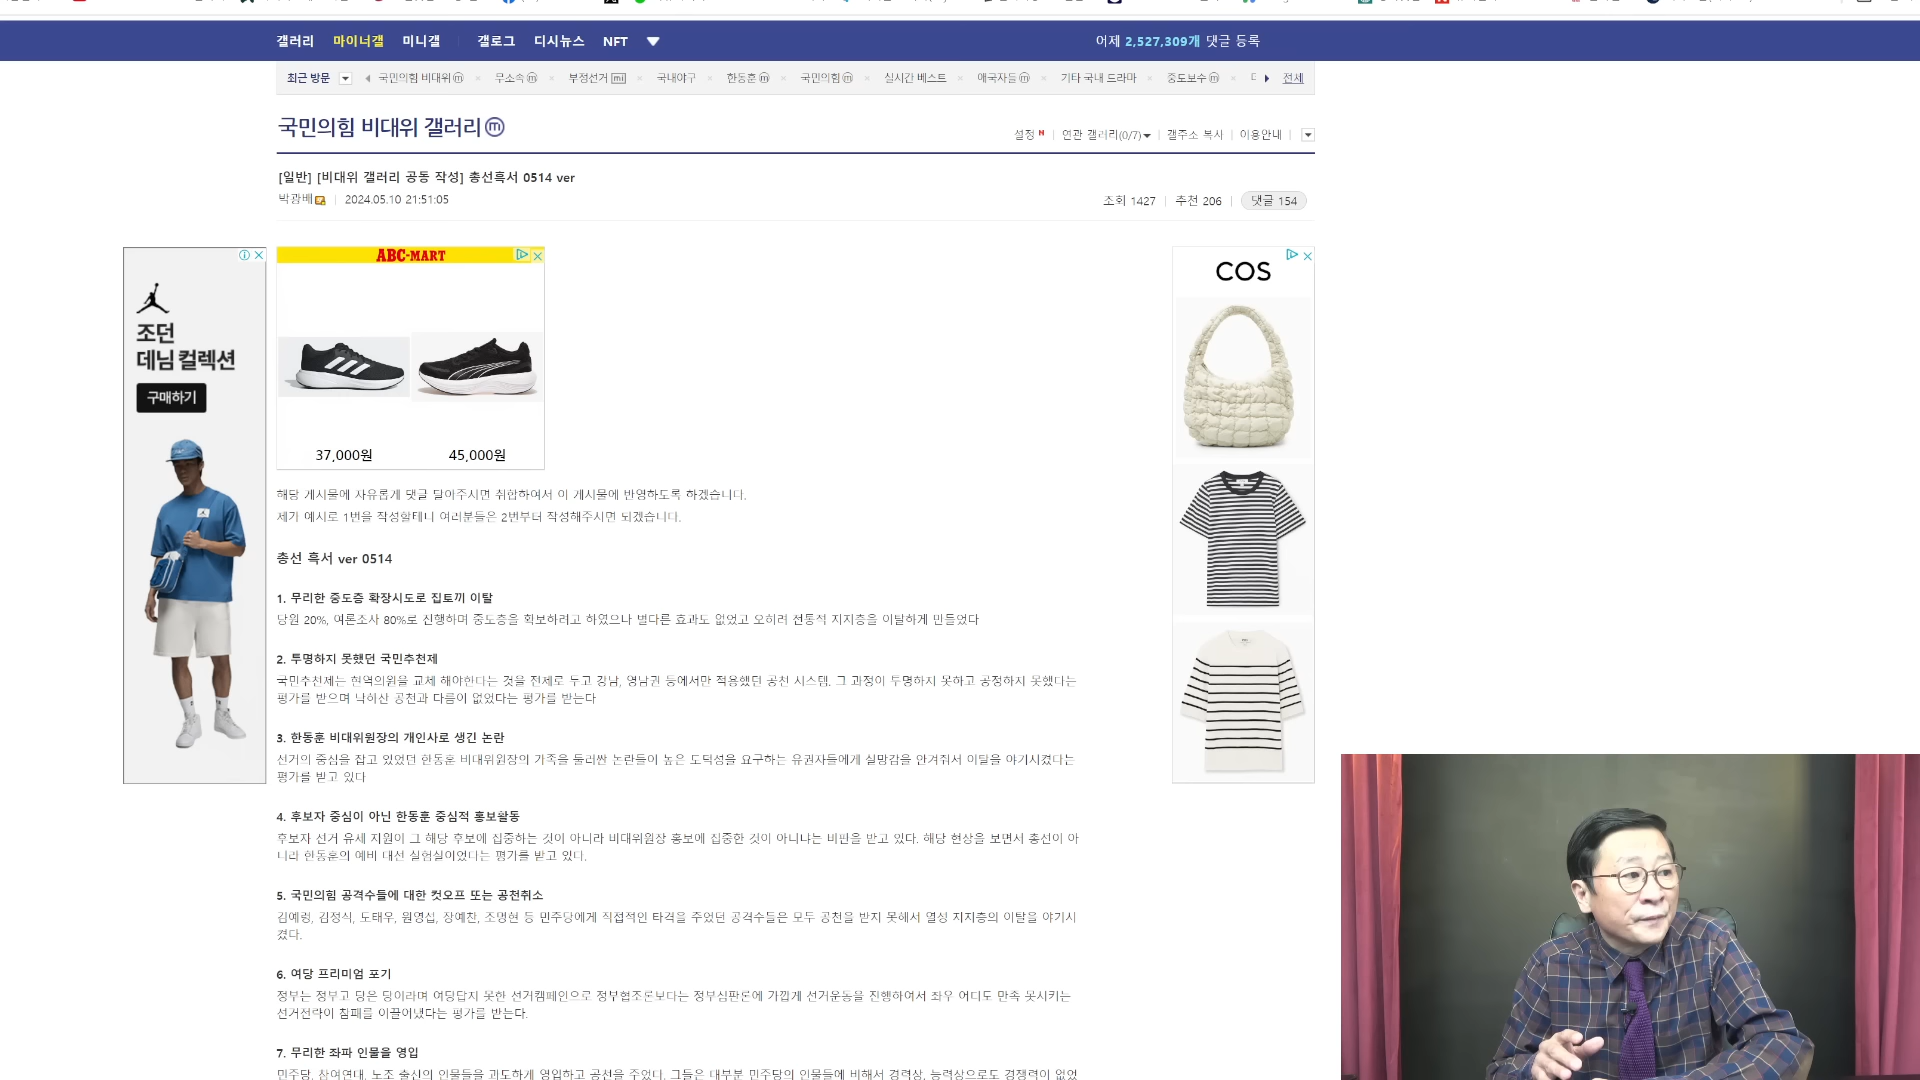 갤러리 마이너갤 미니갤 갤로그 디시뉴스 NFT
어제 2,527,309개 댓글 등록
최근 방문 국민의힘 비대위ⓜ 무소속ⓜ 부정선거 mi 국내야구 한동훈ⓜ 국민의힘ⓜ 실시간 베스트 애국자들ⓜ 기타 국내 드라마 중도보수ⓜ 전체
국민의힘 비대위 갤러리ⓜ
설정 N 연관 갤러리(0/7) 갤주소 복사 이용안내
[일반] [비대위 갤러리 공동 작성] 총선흑서 0514 ver
박광베 2024.05.10 21:51:05
조회 1427 추천 206 댓글 154
조던
데님 컬렉션
구매하기
ABC-MART
37,000원 45,000원
COS
해당 게시물에 자유롭게 댓글 달아주시면 취합하여서 이 게시물에 반영하도록 하겠습니다.
제가 예시로 1번을 작성할테니 여러분들은 2번부터 작성해주시면 되겠습니다.
총선 흑서 ver 0514
1. 무리한 중도층 확장시도로 집토끼 이탈
당원 20%, 여론조사 80%로 진행하며 중도층을 확보하려고 하였으나 별다른 효과도 없었고 오히려 전통적 지지층을 이탈하게 만들었다
2. 투명하지 못했던 국민추천제
국민추천제는 현역의원을 교체 해야한다는 것을 전제로 두고 강남, 영남권 등에서만 적용했던 공천 시스템. 그 과정이 투명하지 못하고 공정하지 못했다는
평가를 받으며 낙하산 공천과 다름이 없었다는 평가를 받는다
3. 한동훈 비대위원장의 개인사로 생긴 논란
선거의 중심을 잡고 있었던 한동훈 비대위원장의 가족을 둘러싼 논란들이 높은 도덕성을 요구하는 유권자들에게 실망감을 안겨줘서 이탈을 야기시켰다는
평가를 받고 있다
4. 후보자 중심이 아닌 한동훈 중심적 홍보활동
후보자 선거 유세 지원이 그 해당 후보에 집중하는 것이 아니라 비대위원장 홍보에 집중한 것이 아니냐는 비판을 받고 있다. 해당 현상을 보면서 총선이 아
니라 한동훈의 예비 대선 실험실이었다는 평가를 받고 있다.
5. 국민의힘 공격수들에 대한 컷오프 또는 공천취소
김예령, 김정식, 도태우, 원영섭, 장예찬, 조명현 등 민주당에게 직접적인 타격을 주었던 공격수들은 모두 공천을 받지 못해서 열성 지지층의 이탈을 야기시
켰다.
6. 여당 프리미엄 포기
정부는 정부고 당은 당이라며 여당답지 못한 선거캠페인으로 정부협조론보다는 정부심판론에 가깝게 선거운동을 진행하여서 좌우 어디도 만족 못시키는
선거전략이 참패를 이끌어냈다는 평가를 받는다.
7. 무리한 좌파 인물을 영입
민주당, 참여연대, 노조 출신의 인물들을 과도하게 영입하고 공천을 주었다. 그들은 대부분 민주당의 인물들에 비해서 경력상, 능력상으로도 경쟁력이 없었